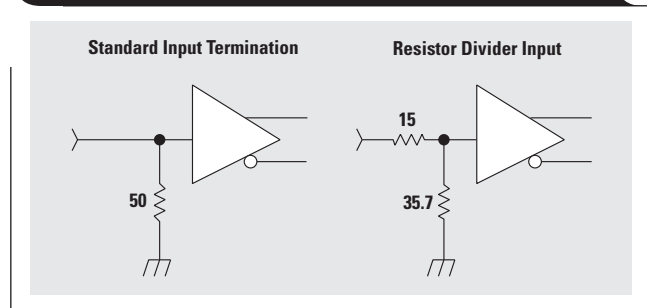 Standard Input Termination
Resistor Divider Input
50
15
35.7